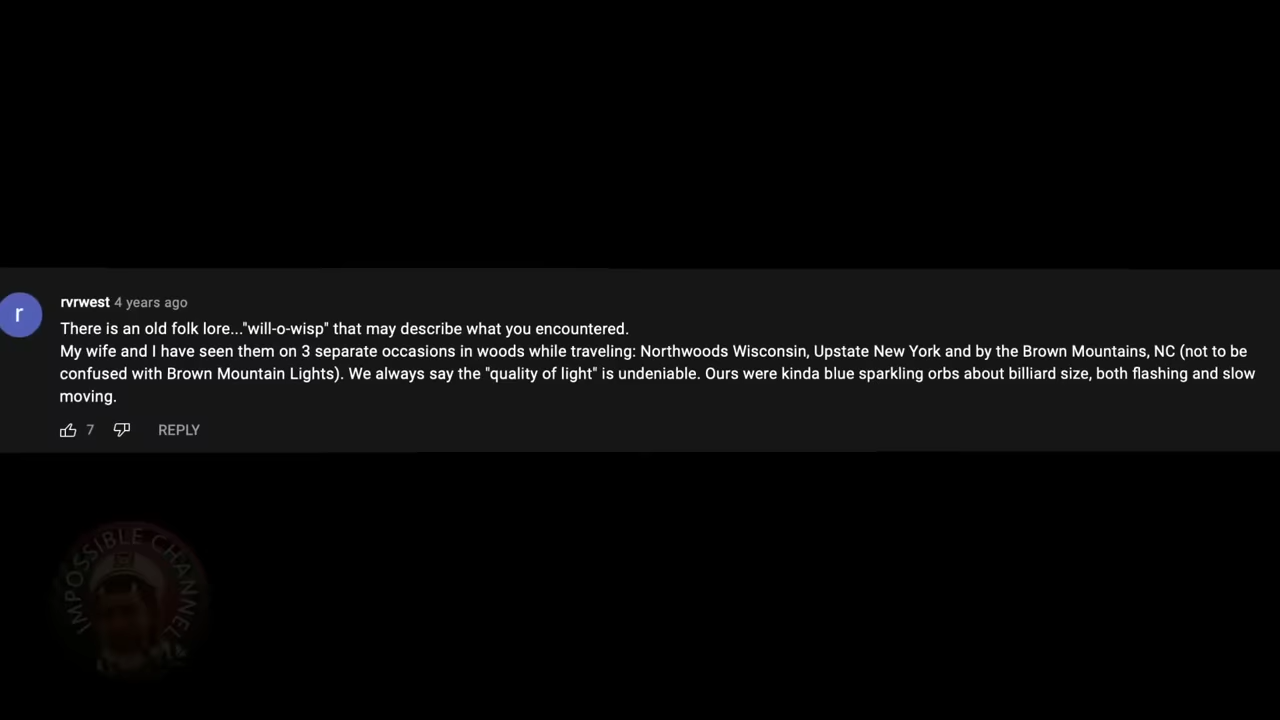 r
rvrwest 4 years ago
There is an old folk lore..."will-o-wisp" that may describe what you encountered.
My wife and I have seen them on 3 separate occasions in woods while traveling: Northwoods Wisconsin, Upstate New York and by the Brown Mountains, NC (not to be
confused with Brown Mountain Lights). We always say the "quality of light" is undeniable. Ours were kinda blue sparkling orbs about billiard size, both flashing and slow
moving.
7 REPLY
IMPOSSIBLE CHANNEL